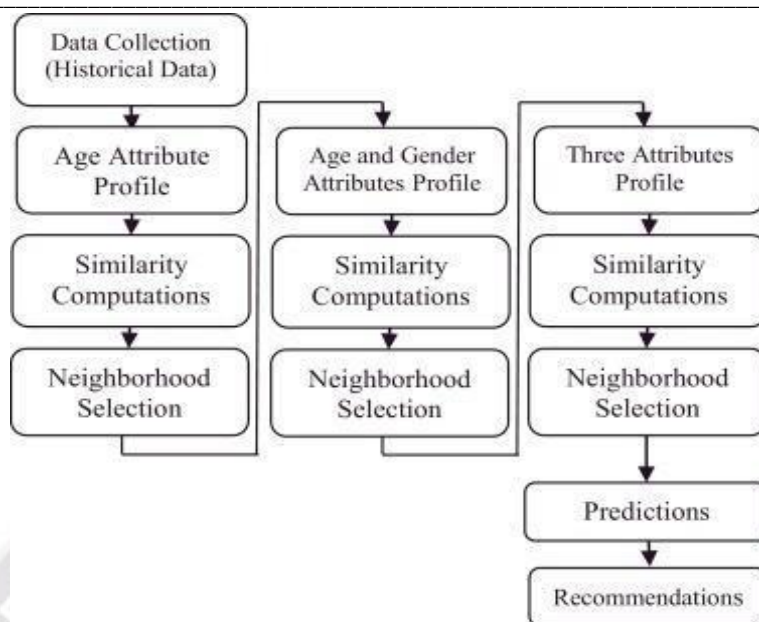 Data Collection
(Historical Data)
Age Attribute
Profile
Similarity
Computations
Neighborhood
Selection
Age and Gender
Attributes Profile
Similarity
Computations
Neighborhood
Selection
Three Attributes
Profile
Similarity
Computations
Neighborhood
Selection
Predictions
Recommendations